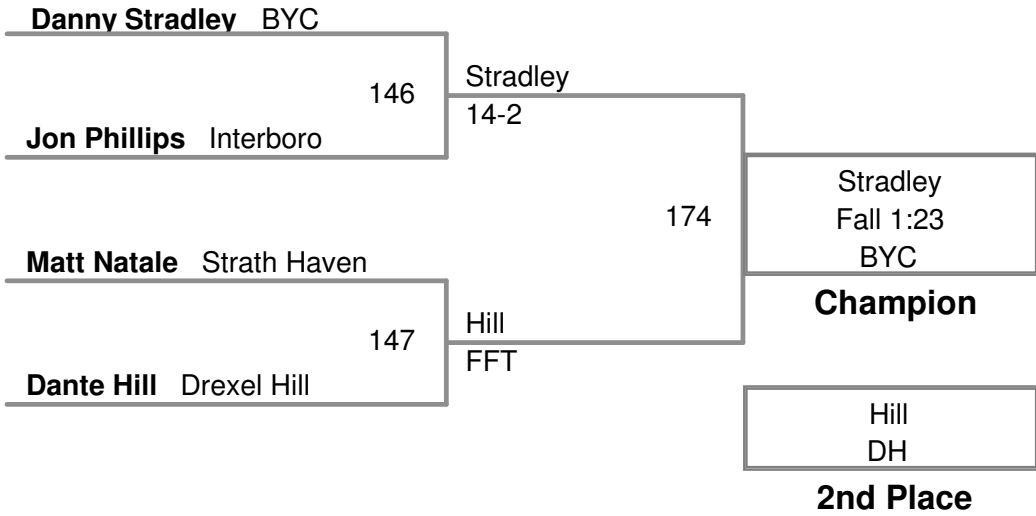 Danny Stradley BYC
146
Stradley
14-2
Jon Phillips Interboro
174
Stradley
Fall 1:23
BYC
Champion
Matt Natale Strath Haven
147
Hill
FFT
Dante Hill Drexel Hill
Hill
DH
2nd Place